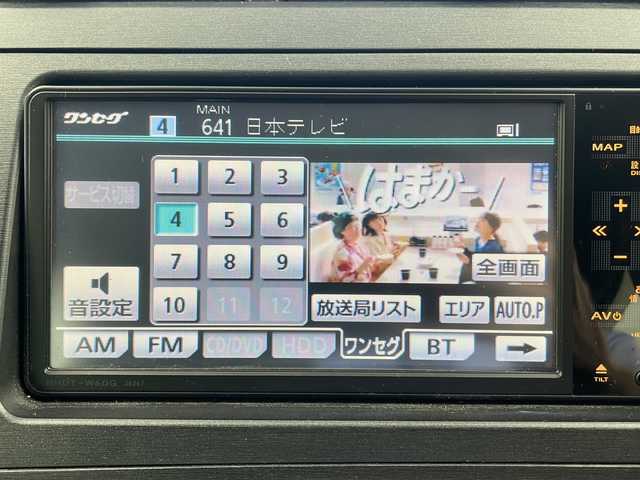 ワンセグ
4
MAIN
641 日本テレビ
サービス切替
1 2 3
4 5 6
7 8 9
10 11 12
はまか
全画面
音設定
放送局リスト
エリア
AUTO.P
AM
FM
CD/DVD
HDD
ワンセグ
BT
MAP
+
−
AV
TILT